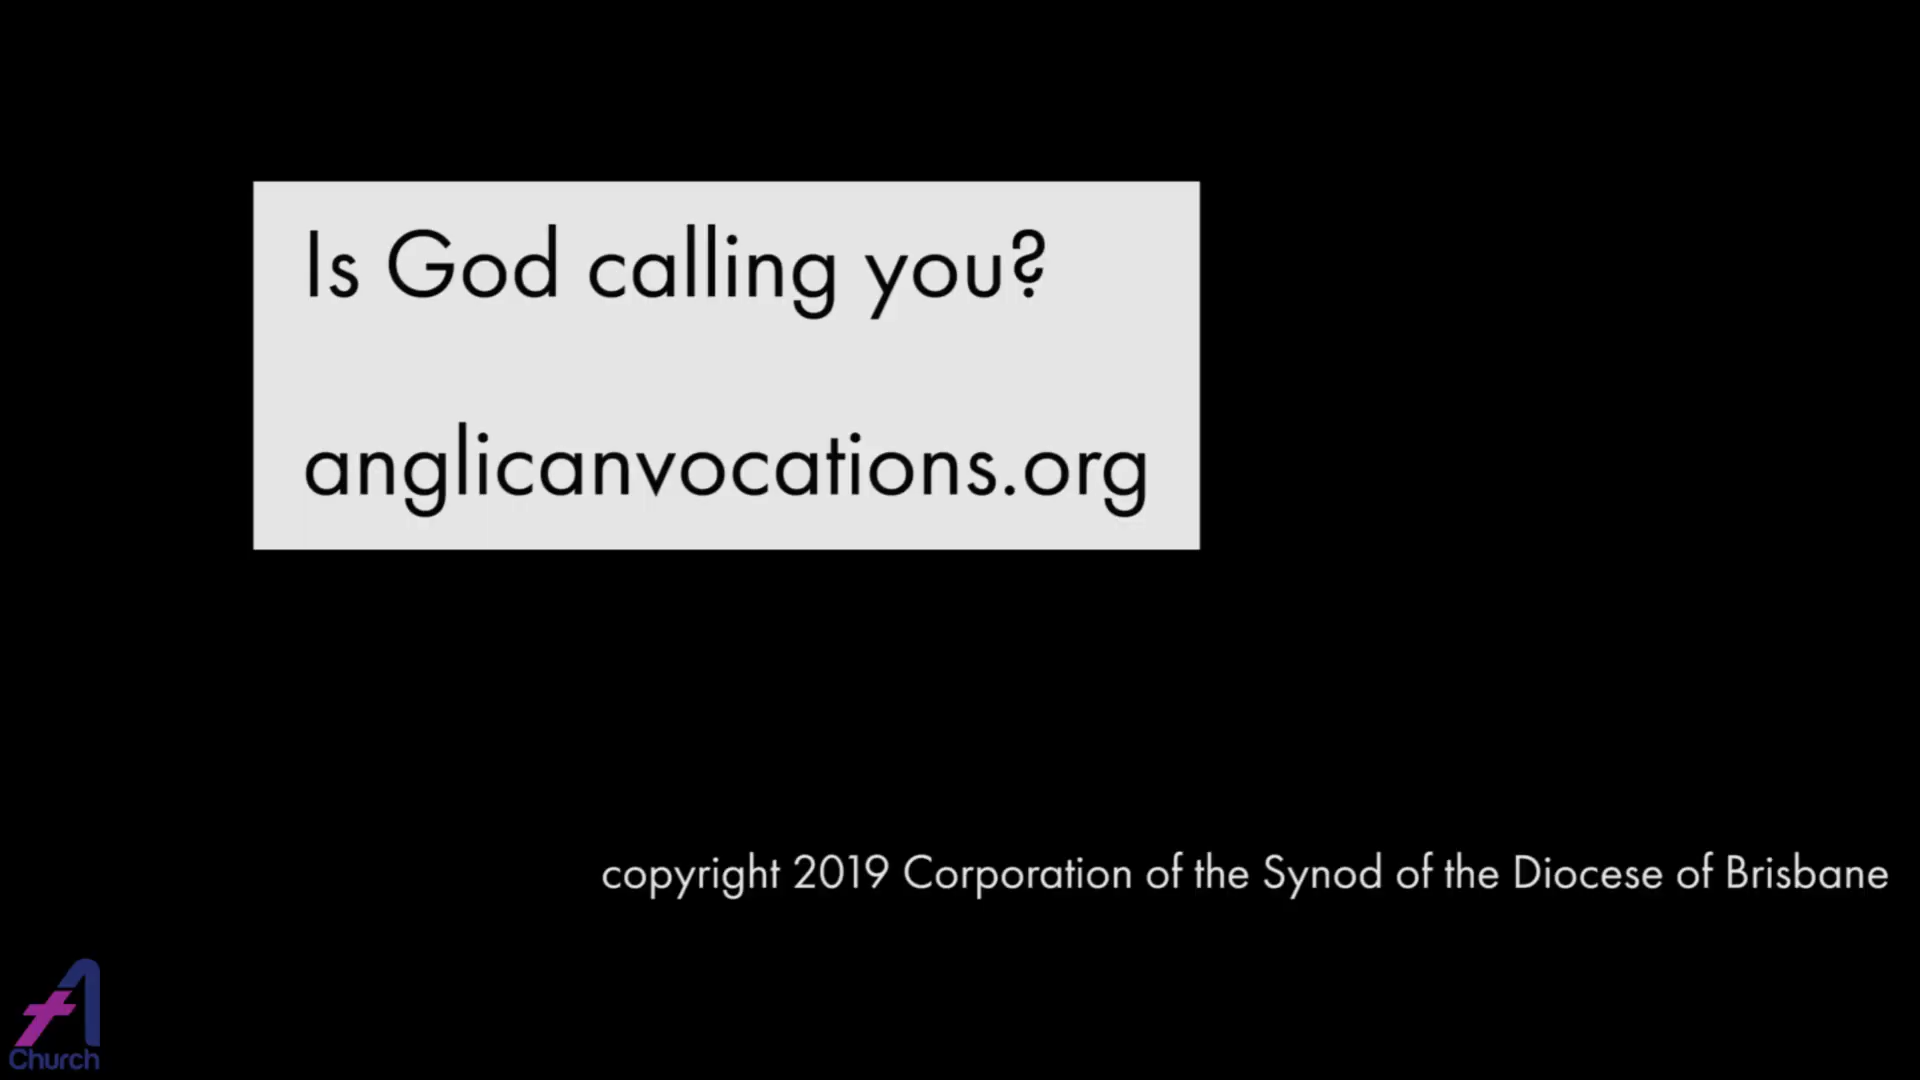 Is God calling you?
anglicanvocations.org
copyright 2019 Corporation of the Synod of the Diocese of Brisbane
Church